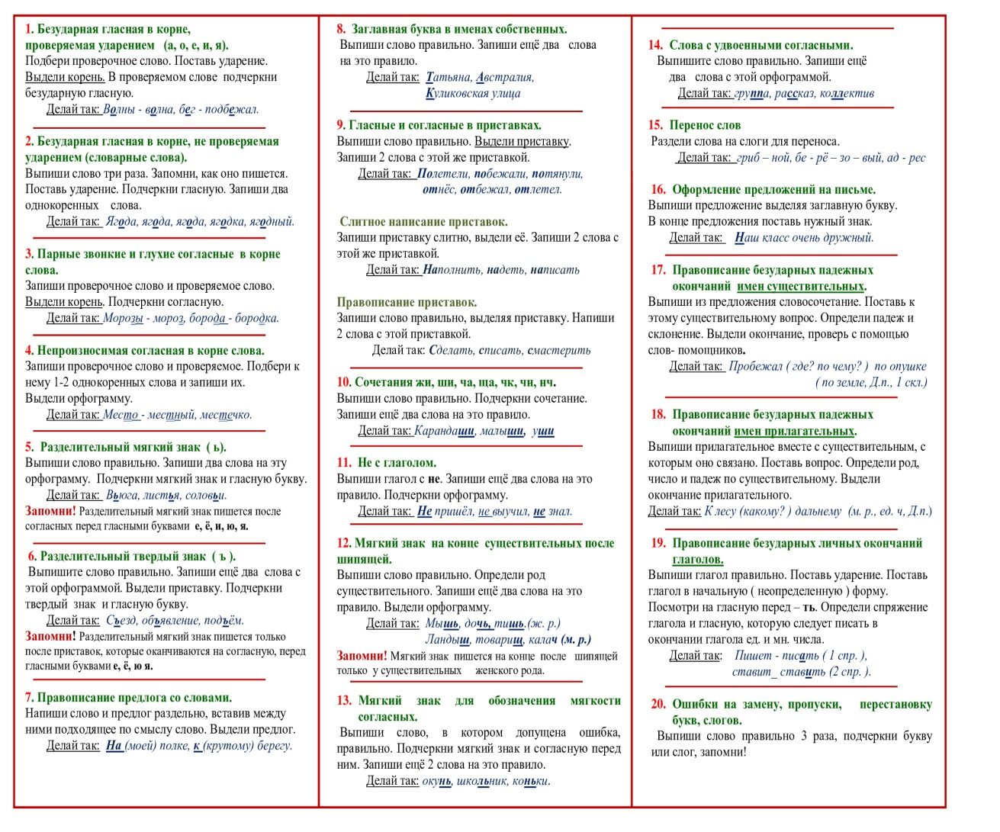 1. Безударная гласная в корне,
проверяемая ударением (а, о, е, и, я).
Подбери проверочное слово. Поставь ударение.
Выдели корень. В проверяемом слове подчеркни
безударную гласную.
Делай так: Волны - волна, бег - подбежал.
2. Безударная гласная в корне, не проверяемая
ударением (словарные слова).
Выпиши слово три раза. Запомни, как оно пишется.
Поставь ударение. Подчеркни гласную. Запиши два
однокоренных слова.
Делай так: Ягода, ягода, ягода, ягодка, ягодный.
3. Парные звонкие и глухие согласные в корне
слова.
Запиши проверочное слово и проверяемое слово.
Выдели корень. Подчеркни согласную.
Делай так: Морозы - мороз, борода - бородка.
4. Непроизносимая согласная в корне слова.
Запиши проверочное слово и проверяемое. Подбери к
нему 1-2 однокоренных слова и запиши их.
Выдели орфограмму.
Делай так: Место - местный, местечко.
5. Разделительный мягкий знак ( ь).
Выпиши слово правильно. Запиши два слова на эту
орфограмму. Подчеркни мягкий знак и гласную букву.
Делай так: Вьюга, листья, соловьи.
Запомни! Разделительный мягкий знак пишется после
согласных перед гласными буквами е, ё, и, ю, я.
6. Разделительный твердый знак ( ъ ).
Выпишите слово правильно. Запиши ещё два слова с
этой орфограммой. Выдели приставку. Подчеркни
твердый знак и гласную букву.
Делай так: Съезд, объявление, подъём.
Запомни! Разделительный мягкий знак пишется только
после приставок, которые оканчиваются на согласную, перед
гласными буквами е, ё, ю я.
7. Правописание предлога со словами.
Напиши слово и предлог раздельно, вставив между
ними подходящее по смыслу слово. Выдели предлог.
Делай так: На (моей) полке, к (крутому) берегу.
8. Заглавная буква в именах собственных.
Выпиши слово правильно. Запиши ещё два слова
на это правило.
Делай так: Татьяна, Австралия,
Куликовская улица
9. Гласные и согласные в приставках.
Выпиши слово правильно. Выдели приставку.
Запиши 2 слова с этой же приставкой.
Делай так: Полетели, побежали, потянули,
отнёс, отбежал, отлетел.
Слитное написание приставок.
Запиши приставку слитно, выдели её. Запиши 2 слова с
этой же приставкой.
Делай так: Наполнить, надеть, написать
Правописание приставок.
Запиши слово правильно, выделяя приставку. Напиши
2 слова с этой приставкой.
Делай так: Сделать, списать, смастерить
10. Сочетания жи, ши, ча, ща, чк, чн, нч.
Выпиши слово правильно. Подчеркни сочетание.
Запиши ещё два слова на это правило.
Делай так: Карандаши, малыши, уши
11. Не с глаголом.
Выпиши глагол с не. Запиши ещё два слова на это
правило. Подчеркни орфограмму.
Делай так: Не пришёл, не выучил, не знал.
12. Мягкий знак на конце существительных после
шипящей.
Выпиши слово правильно. Определи род
существительного. Запиши ещё два слова на это
правило. Выдели орфограмму.
Делай так: Мышь, дочь, тишь.(ж. р.)
Ландыш, товарищ, калач (м. р.)
Запомни! Мягкий знак пишется на конце после шипящей
только у существительных женского рода.
13. Мягкий знак для обозначения мягкости
согласных.
Выпиши слово, в котором допущена ошибка,
правильно. Подчеркни мягкий знак и согласную перед
ним. Запиши ещё 2 слова на это правило.
Делай так: окунь, школьник, коньки.
14. Слова с удвоенными согласными.
Выпишите слово правильно. Запиши ещё
два слова с этой орфограммой.
Делай так: группа, рассказ, коллектив
15. Перенос слов
Раздели слова на слоги для переноса.
Делай так: гриб – ной, бе - рё – зо – вый, ад - рес
16. Оформление предложений на письме.
Выпиши предложение выделяя заглавную букву.
В конце предложения поставь нужный знак.
Делай так: Наш класс очень дружный.
17. Правописание безударных падежных
окончаний имен существительных.
Выпиши из предложения словосочетание. Поставь к
этому существительному вопрос. Определи падеж и
склонение. Выдели окончание, проверь с помощью
слов- помощников.
Делай так: Пробежал ( где? по чему? ) по опушке
( по земле, Д.п., 1 скл.)
18. Правописание безударных падежных
окончаний имен прилагательных.
Выпиши прилагательное вместе с существительным, с
которым оно связано. Поставь вопрос. Определи род,
число и падеж по существительному. Выдели
окончание прилагательного.
Делай так: К лесу (какому? ) дальнему (м. р., ед. ч, Д.п.)
19. Правописание безударных личных окончаний
глаголов.
Выпиши глагол правильно. Поставь ударение. Поставь
глагол в начальную ( неопределенную ) форму.
Посмотри на гласную перед – ть. Определи спряжение
глагола и гласную, которую следует писать в
окончании глагола ед. и мн. числа.
Делай так: Пишет - писать ( 1 спр. ),
ставит_ ставить (2 спр. ).
20. Ошибки на замену, пропуски, перестановку
букв, слогов.
Выпиши слово правильно 3 раза, подчеркни букву
или слог, запомни!